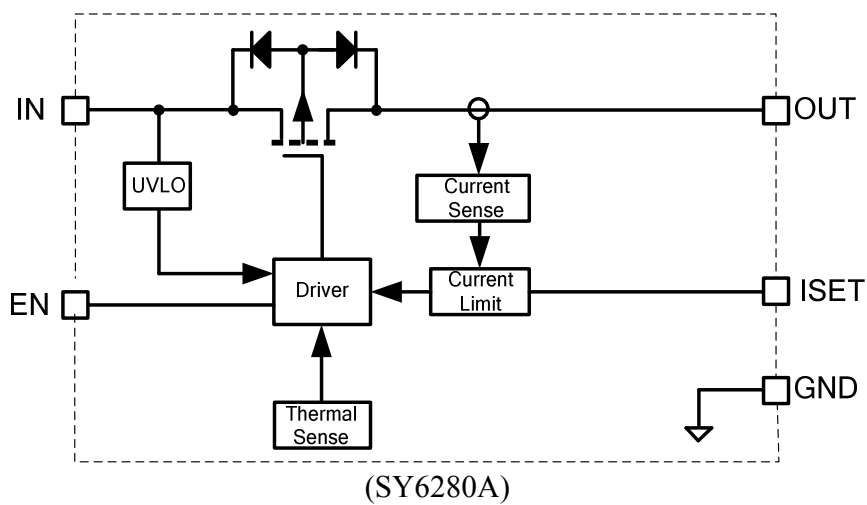 IN
OUT
UVLO
Current
Sense
EN
Driver
Current
Limit
ISET
GND
Thermal
Sense
(SY6280A)